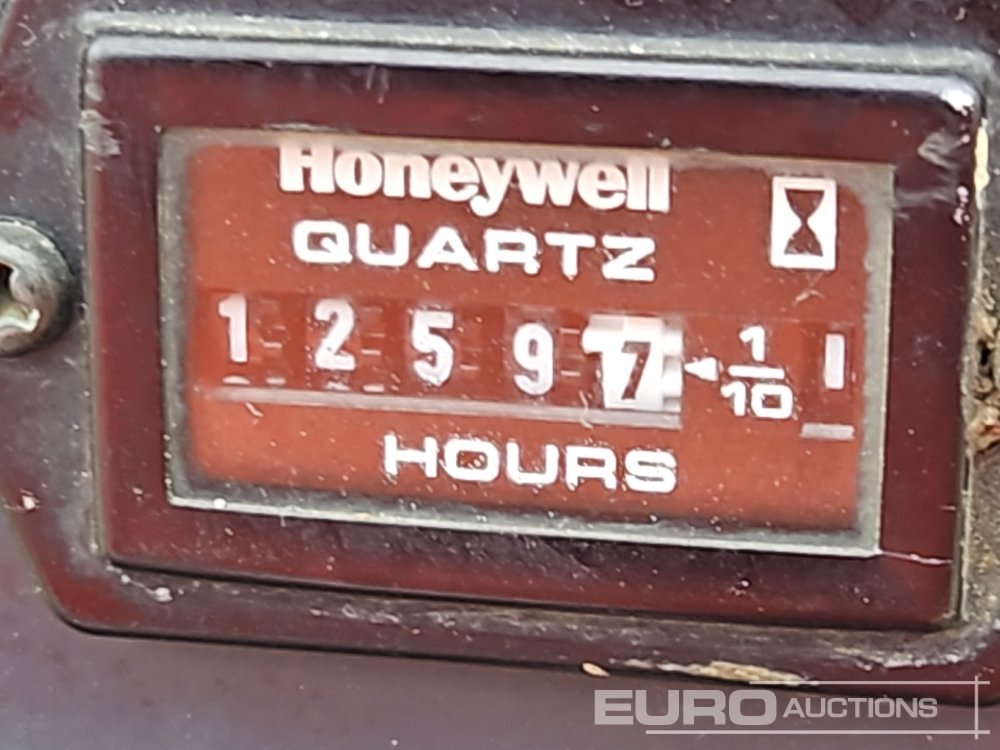 Honeywell
QUARTZ
1 2 5 9 7 1/10
HOURS
EURO AUCTIONS